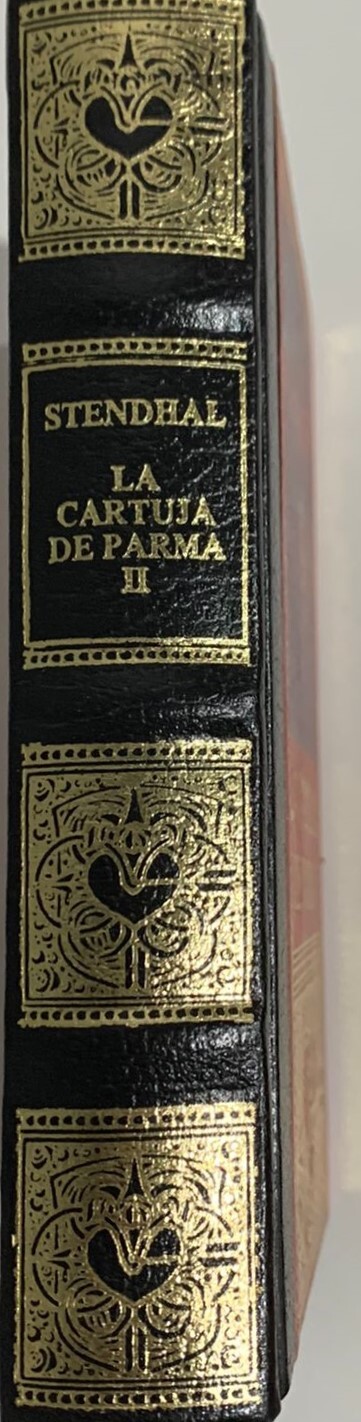 STENDHAL
LA
CARTUJA
DE PARMA
II